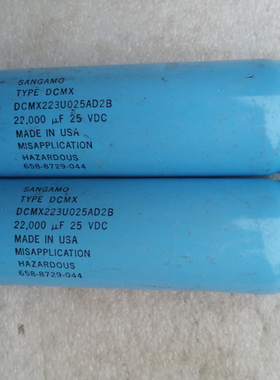 SANGAMO
TYPE DCMX
DCMX223U025AD2B
22,000 µF 25 VDC
MADE IN USA
MISAPPLICATION
HAZARDOUS
658-8729-044
SANGAMO
TYPE DCMX
DCMX223U025AD2B
22,000 µF 25 VDC
MADE IN USA
MISAPPLICATION
HAZARDOUS
658-8729-044